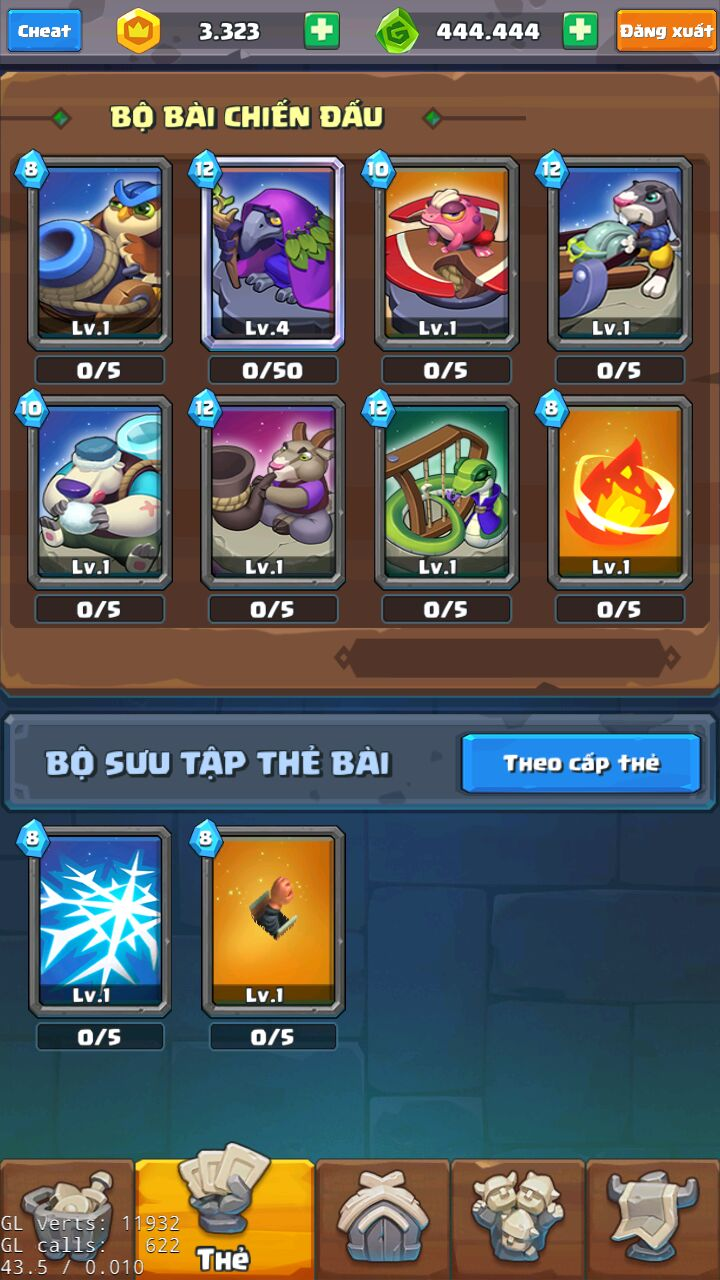 Cheat 3.323 444.444 Đăng xuất
BỘ BÀI CHIẾN ĐẤU
8 12 10 12
Lv.1 Lv.4 Lv.1 Lv.1
0/5 0/50 0/5 0/5
10 12 12 8
Lv.1 Lv.1 Lv.1 Lv.1
0/5 0/5 0/5 0/5
BỘ SƯU TẬP THẺ BÀI Theo cấp thẻ
8 8
Lv.1 Lv.1
0/5 0/5
GL verts: 11932
GL calls: 622
43.5 / 0.010
Thẻ